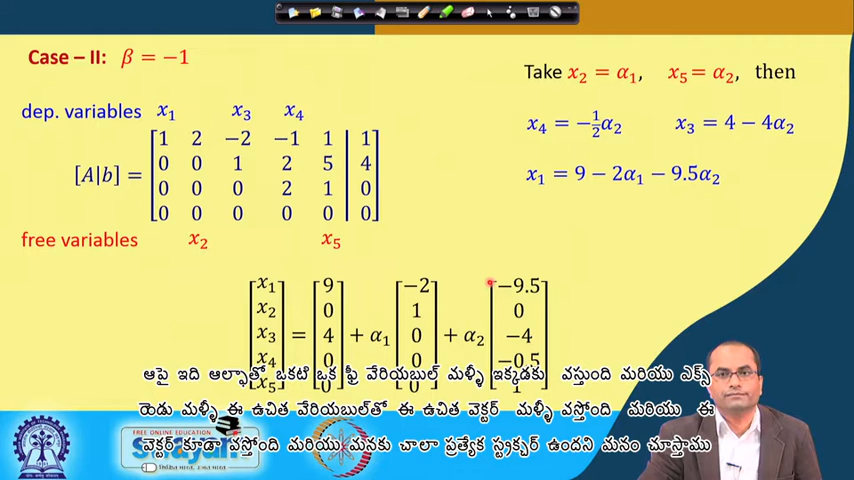 Case – II: β = −1
Take x₂ = α₁, x₅ = α₂, then
dep. variables x₁ x₃ x₄
x₄ = −½α₂ x₃ = 4 − 4α₂
x₁ = 9 − 2α₁ − 9.5α₂
[A|b] =
1 2 −2 −1 1 | 1
0 0 1 2 5 | 4
0 0 0 2 1 | 0
0 0 0 0 0 | 0
free variables x₂ x₅
x₁ 9 −2 −9.5
x₂ 0 1 0
x₃ = 4 + α₁ 0 + α₂ −4
x₄ 0 0 −0.5
x₅ 0 0 1
ఆపై ఇది ఆల్ఫాతో ఒకటి ఒక ఫ్రీ వేరియబుల్ మళ్ళీ ఇక్కడకు వస్తుంది మరియు ఎక్స్
రెండు మళ్ళీ ఈ ఉచిత వేరియబుల్‌తో ఈ ఉచిత వెక్టర్ మళ్ళీ వస్తోంది మరియు ఈ
వెక్టర్ కూడా వస్తోంది మరియు మనకు చాలా ప్రత్యేక స్ట్రక్చర్ ఉందని మనం చూస్తాము
FREE ONLINE EDUCATION